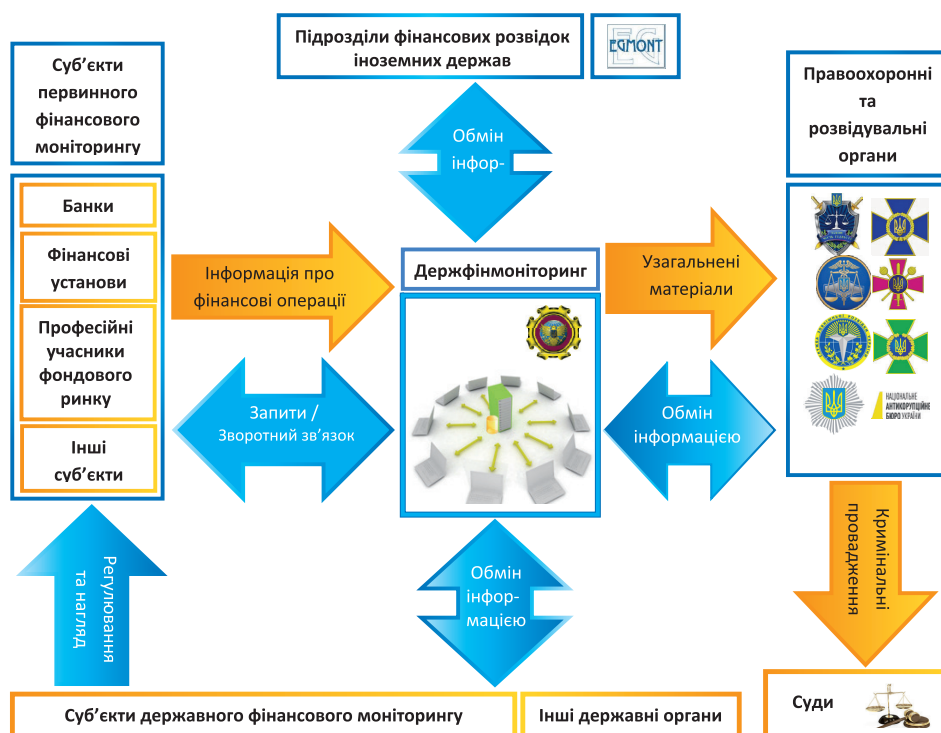 Підрозділи фінансових розвідок
іноземних держав
EGMONT
Суб’єкти
первинного
фінансового
моніторингу
Банки
Фінансові
установи
Професійні
учасники
фондового
ринку
Інші
суб’єкти
Регулювання
та нагляд
Обмін
інфор-
Інформація про
фінансові операції
Держфінмоніторинг
Запити /
Зворотний зв’язок
Обмін
інфор-
мацією
Узагальнені
матеріали
Обмін
інформацією
Правоохоронні
та
розвідувальні
органи
НАЦІОНАЛЬНЕ
АНТИКОРУПЦІЙНЕ
БЮРО УКРАЇНИ
Кримінальні
провадження
Суди
Суб’єкти державного фінансового моніторингу
Інші державні органи